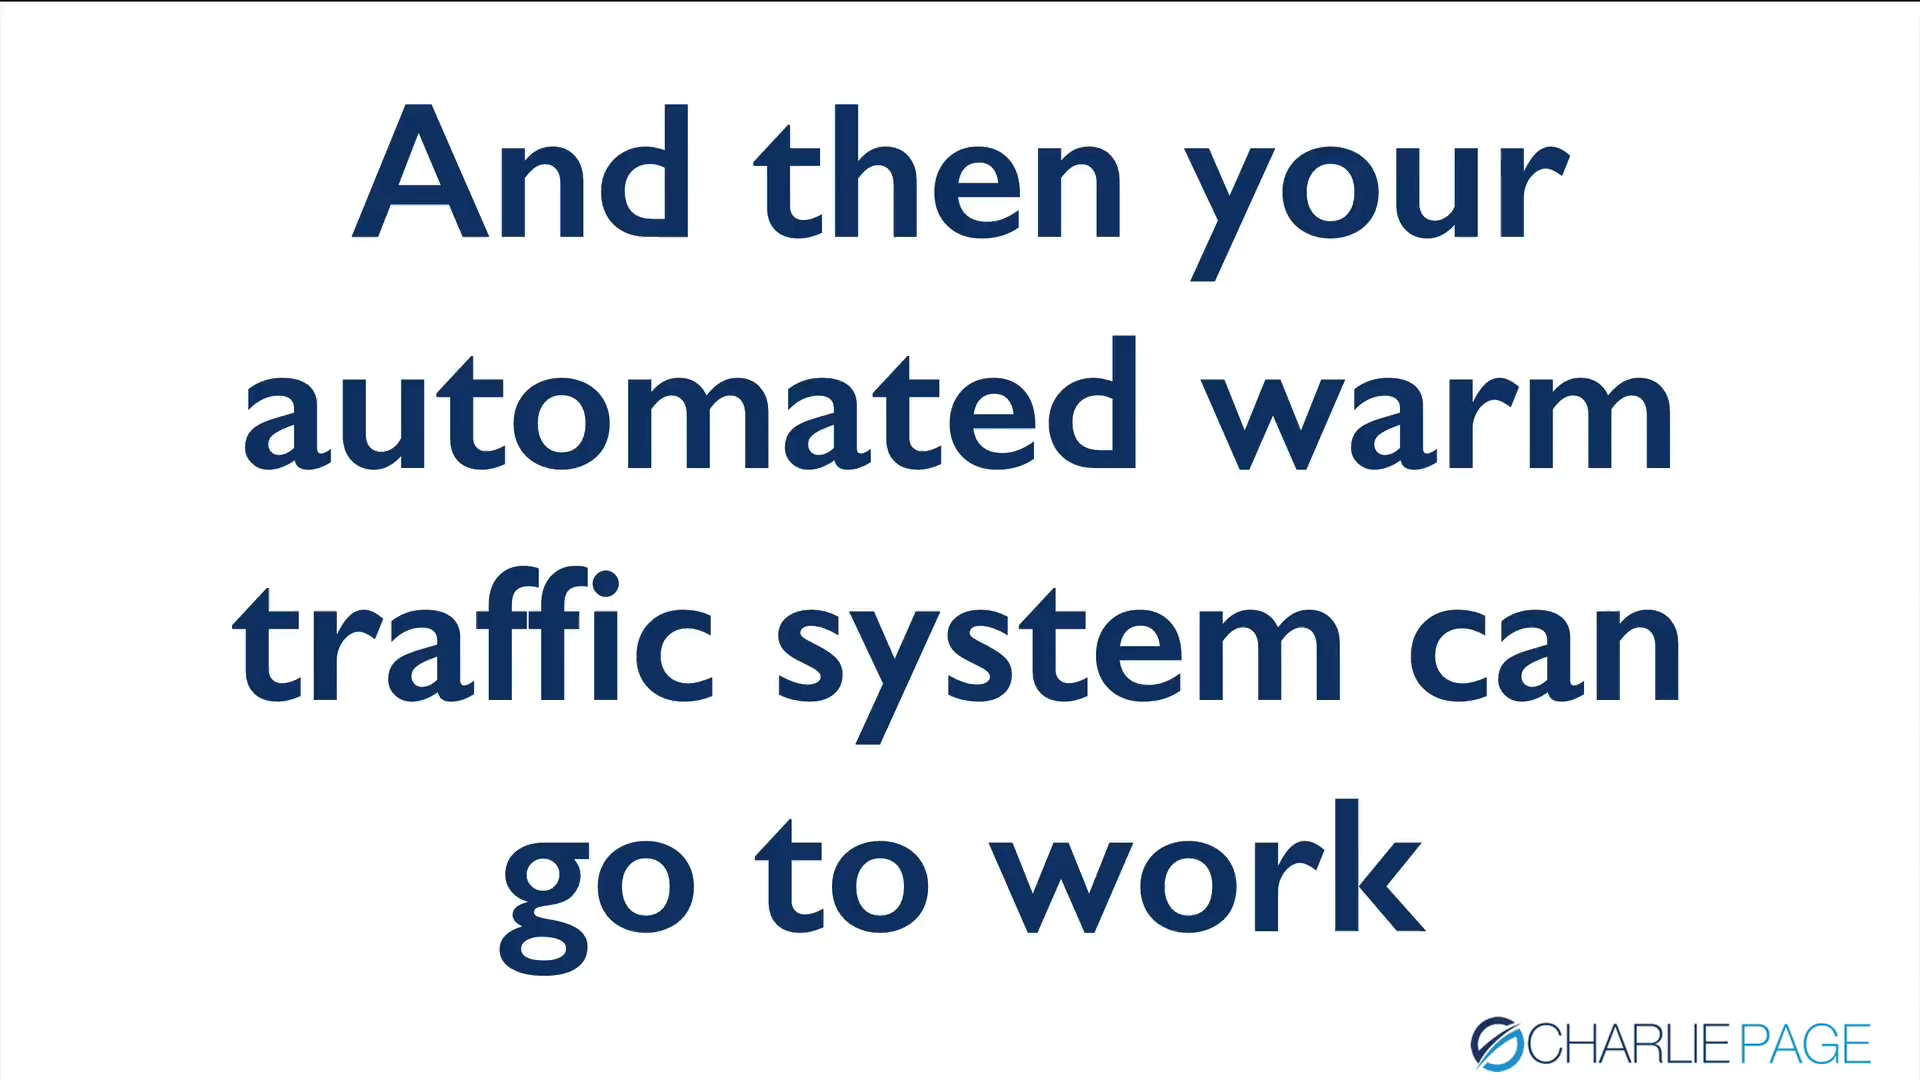 And then your
automated warm
traffic system can
go to work
CHARLIE PAGE